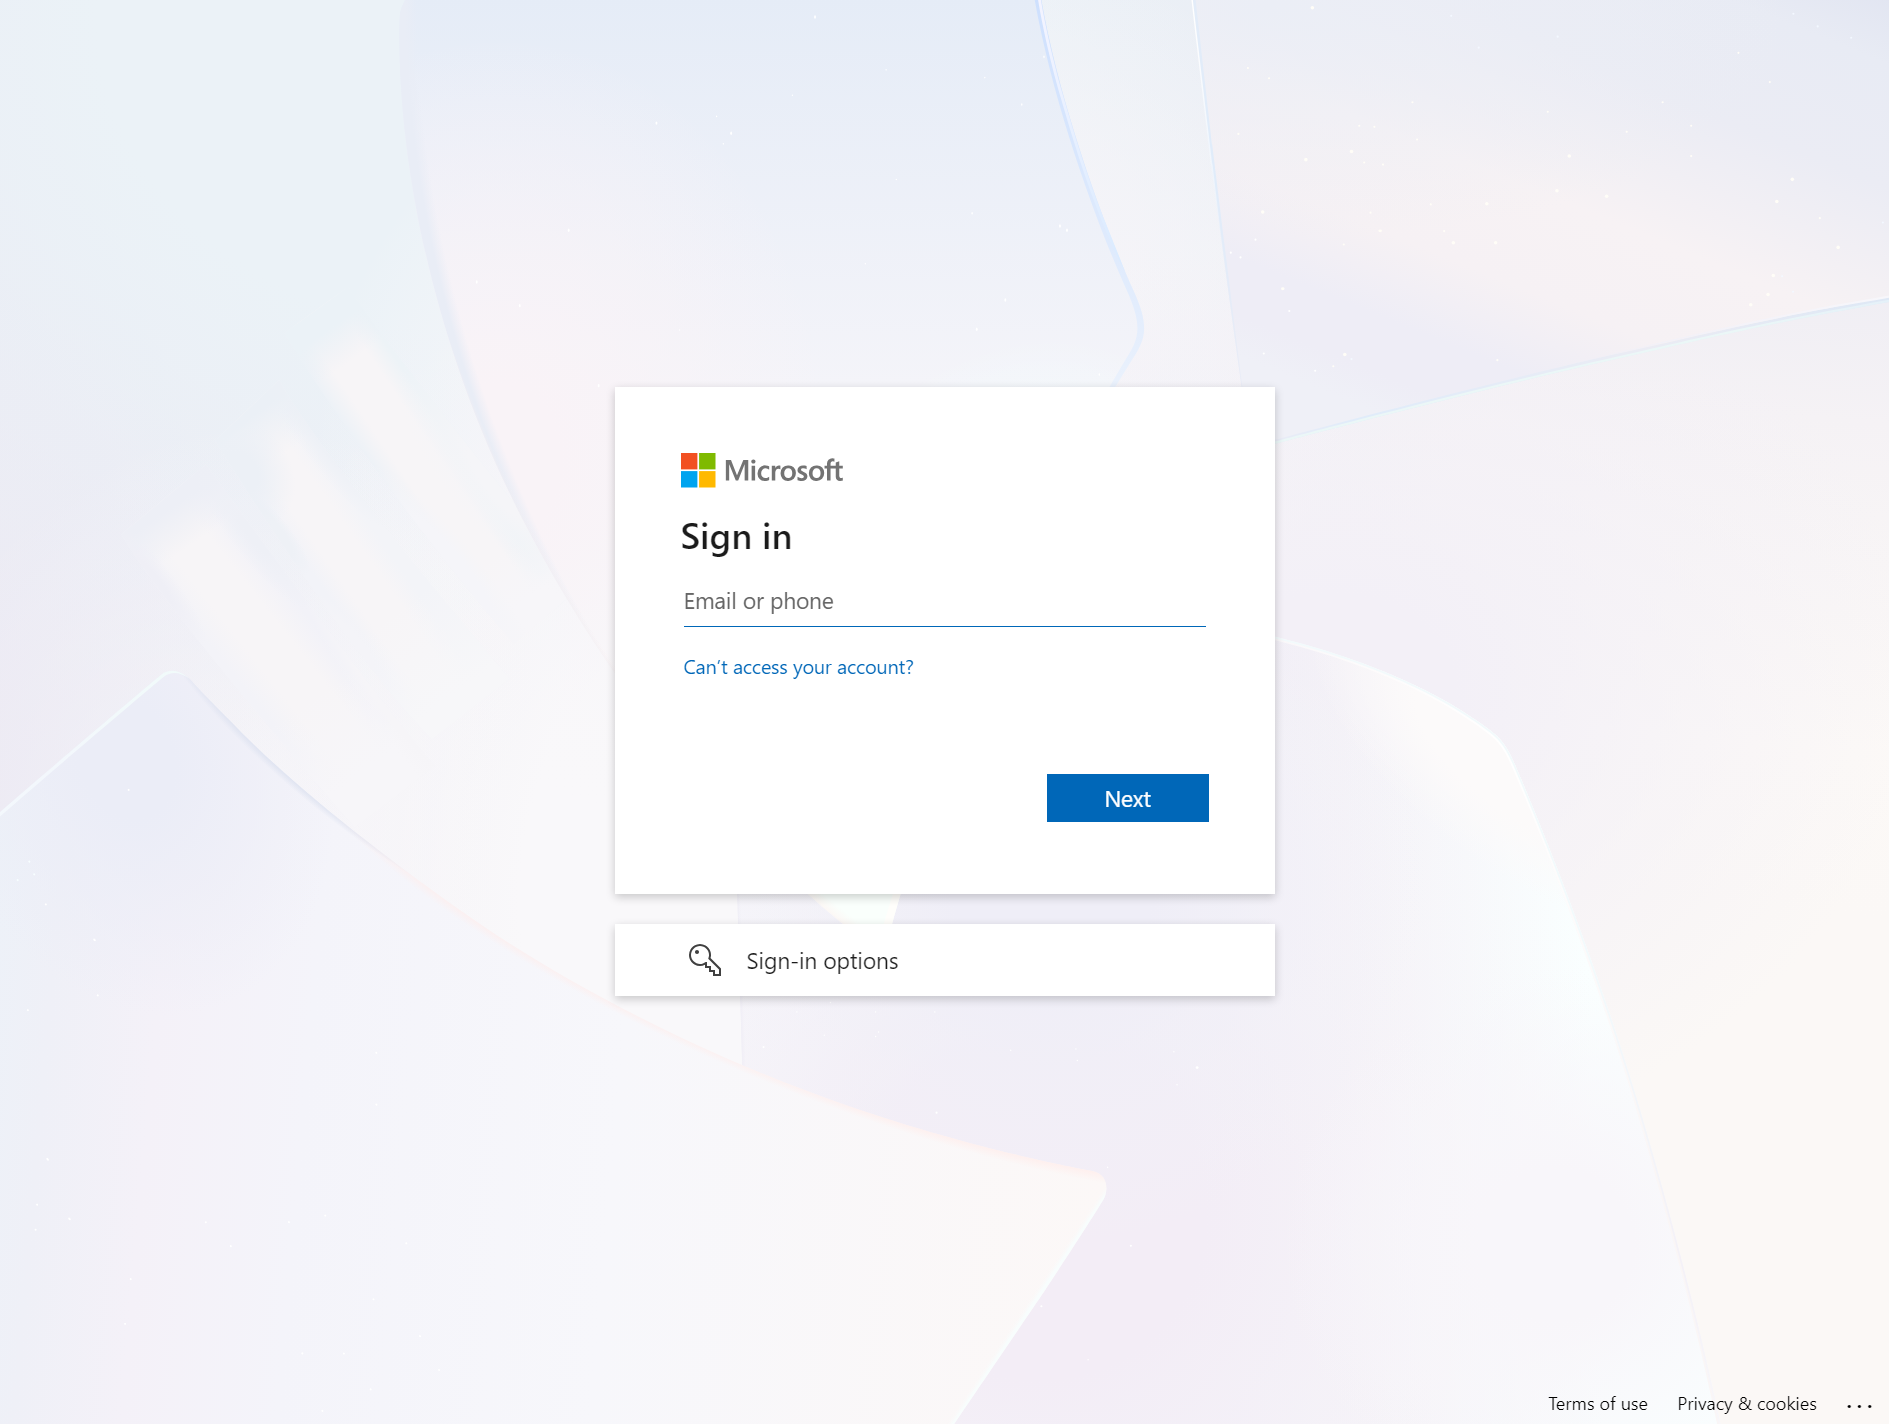 Microsoft
Sign in
Email or phone
Can't access your account?
Next
Sign-in options
Terms of use
Privacy & cookies
...